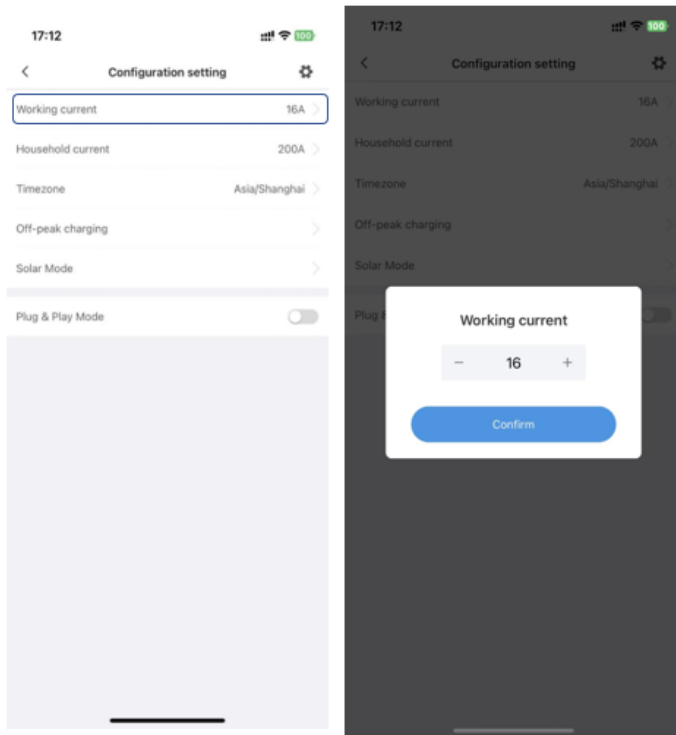 17:12
100
Configuration setting
Working current 16A
Household current 200A
Timezone Asia/Shanghai
Off-peak charging
Solar Mode
Plug & Play Mode
17:12
100
Configuration setting
Working current 16A
Household current 200A
Timezone Asia/Shanghai
Off-peak charging
Solar Mode
Plug &
Working current
− 16 +
Confirm